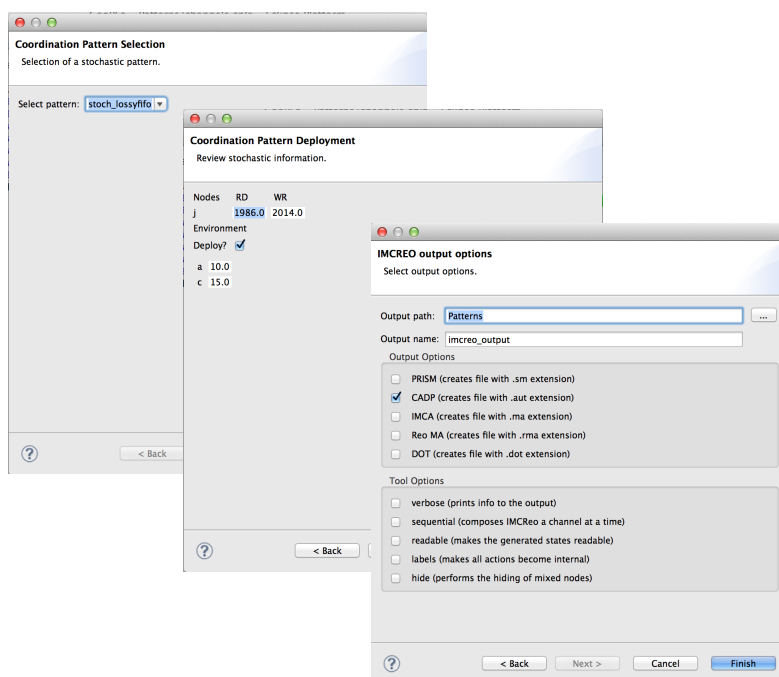 Coordination Pattern Selection
Selection of a stochastic pattern.
Select pattern: stoch_lossyfifo
? < Back
Coordination Pattern Deployment
Review stochastic information.
Nodes RD WR
j 1986.0 2014.0
Environment
Deploy?
a 10.0
c 15.0
? < Back
IMCREO output options
Select output options.
Output path: Patterns ...
Output name: imcreo_output
Output Options
PRISM (creates file with .sm extension)
CADP (creates file with .aut extension)
IMCA (creates file with .ma extension)
Reo MA (creates file with .rma extension)
DOT (creates file with .dot extension)
Tool Options
verbose (prints info to the output)
sequential (composes IMCReo a channel at a time)
readable (makes the generated states readable)
labels (makes all actions become internal)
hide (performs the hiding of mixed nodes)
? < Back Next > Cancel Finish